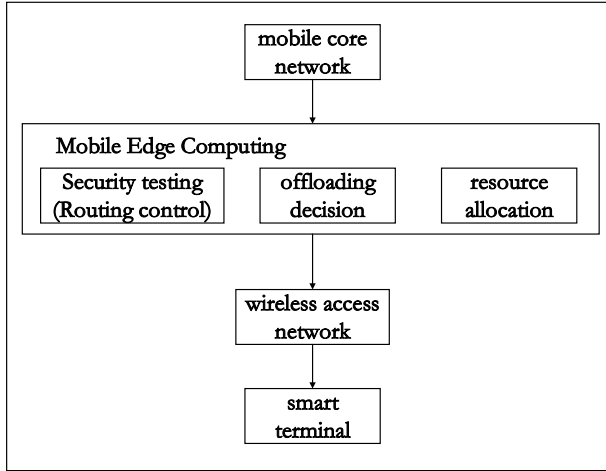 mobile core
network
Mobile Edge Computing
Security testing
(Routing control)
offloading
decision
resource
allocation
wireless access
network
smart
terminal